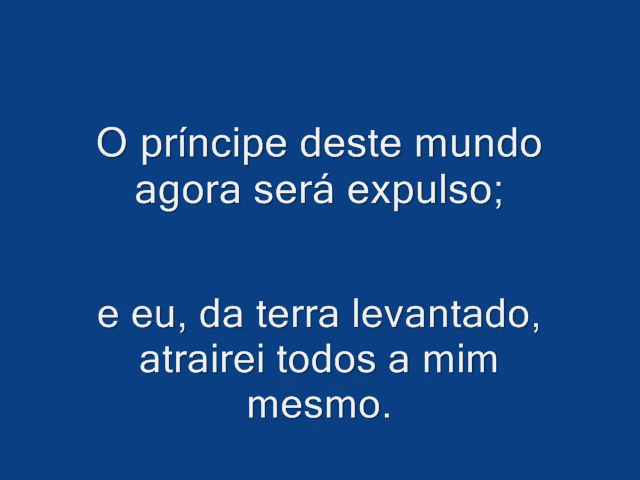 O príncipe deste mundo
agora será expulso;
e eu, da terra levantado,
atrairei todos a mim
mesmo.